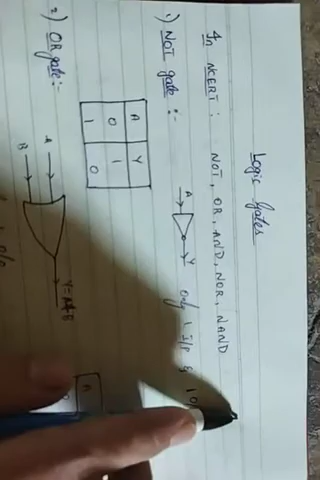 Logic Gates
In NCERT : NOT, OR, AND, NOR, NAND
1) NOT gate :-
A Y only 1 I/p &
A Y
0 1
1 0
2) OR gate :-
A
B
Y=A+B
A